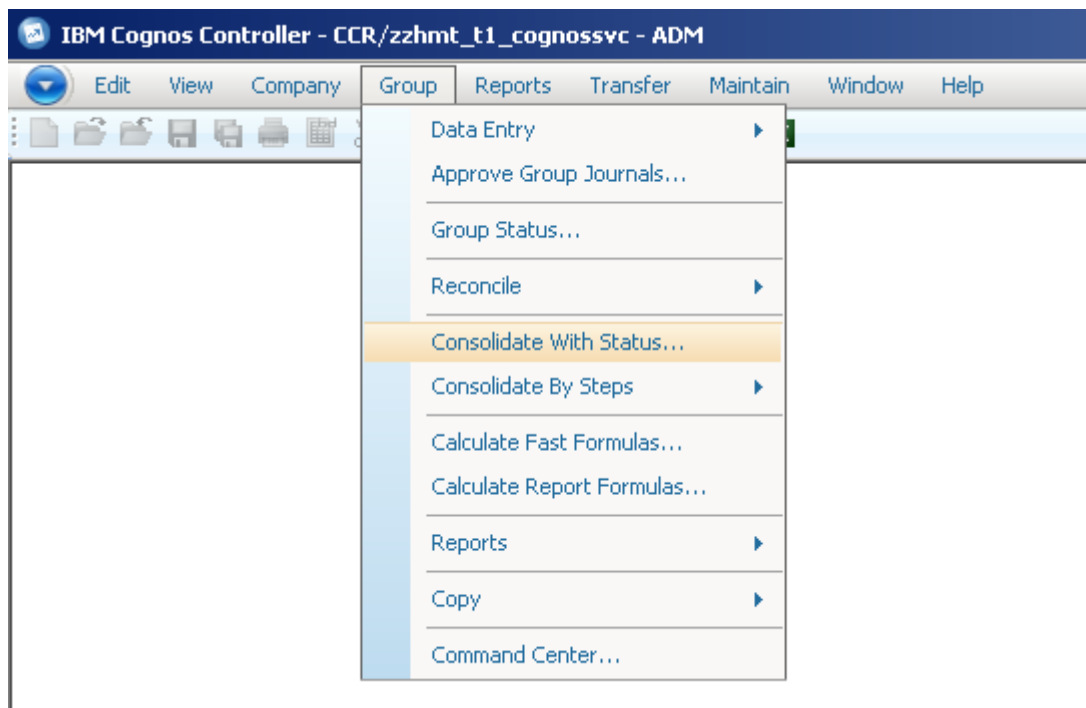 IBM Cognos Controller - CCR/zzhmt_t1_cognossvc - ADM
Edit View Company Group Reports Transfer Maintain Window Help
Data Entry
Approve Group Journals...
Group Status...
Reconcile
Consolidate With Status...
Consolidate By Steps
Calculate Fast Formulas...
Calculate Report Formulas...
Reports
Copy
Command Center...